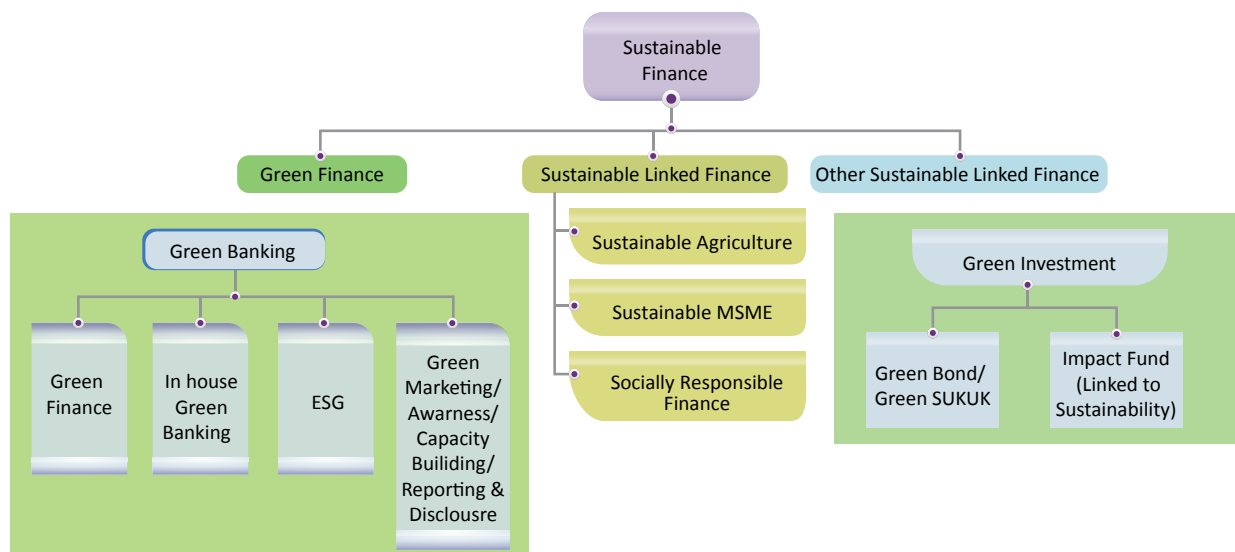 Sustainable
Finance
Green Finance
Sustainable Linked Finance
Other Sustainable Linked Finance
Green Banking
Green
Finance
In house
Green
Banking
ESG
Green
Marketing/
Awarness/
Capacity
Builiding/
Reporting &
Disclousre
Sustainable Agriculture
Sustainable MSME
Socially Responsible
Finance
Green Investment
Green Bond/
Green SUKUK
Impact Fund
(Linked to
Sustainability)